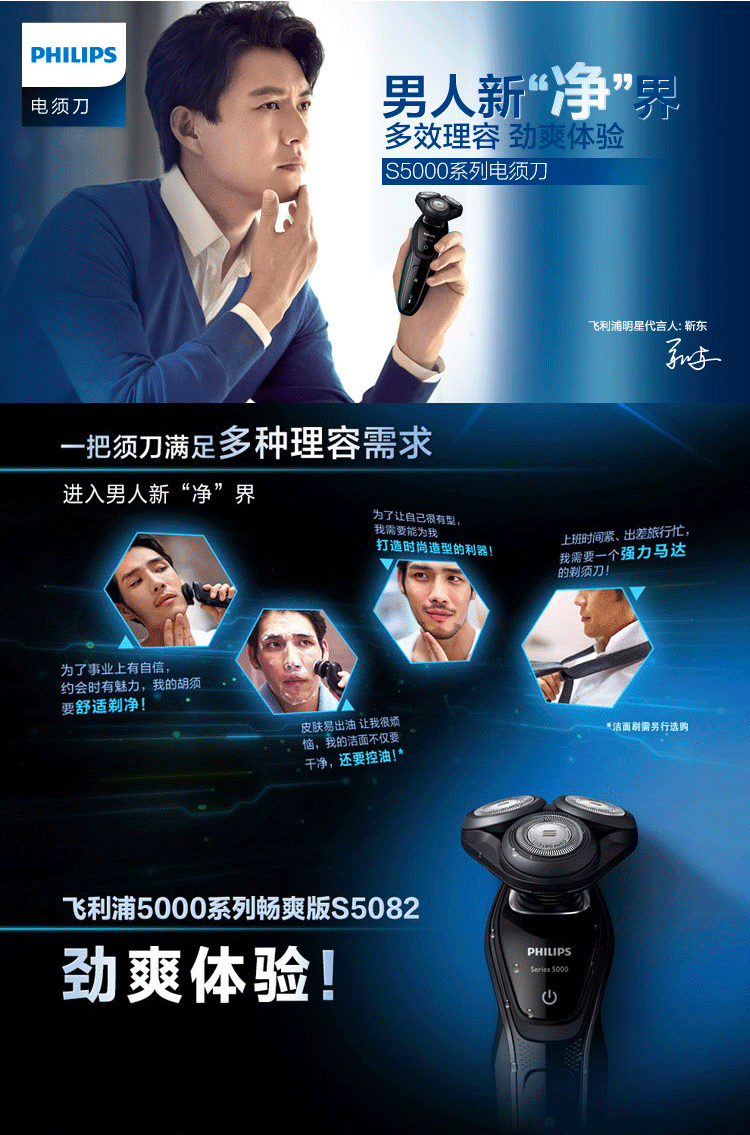 PHILIPS
电须刀
男人新“净”界
多效理容 劲爽体验
S5000系列电须刀
PHILIPS
飞利浦明星代言人: 靳东
靳东
一把须刀满足多种理容需求
进入男人新“净”界
为了让自己很有型，
我需要能为我
打造时尚造型的利器！
上班时间紧、出差旅行忙，
我需要一个强力马达
的剃须刀！
为了事业上有自信，
约会时有魅力，我的胡须
要舒适剃净！
皮肤易出油 让我很烦
恼，我的洁面不仅要
干净，还要控油！*
*洁面刷需另行选购
飞利浦5000系列畅爽版S5082
劲爽体验！
PHILIPS
Series 5000